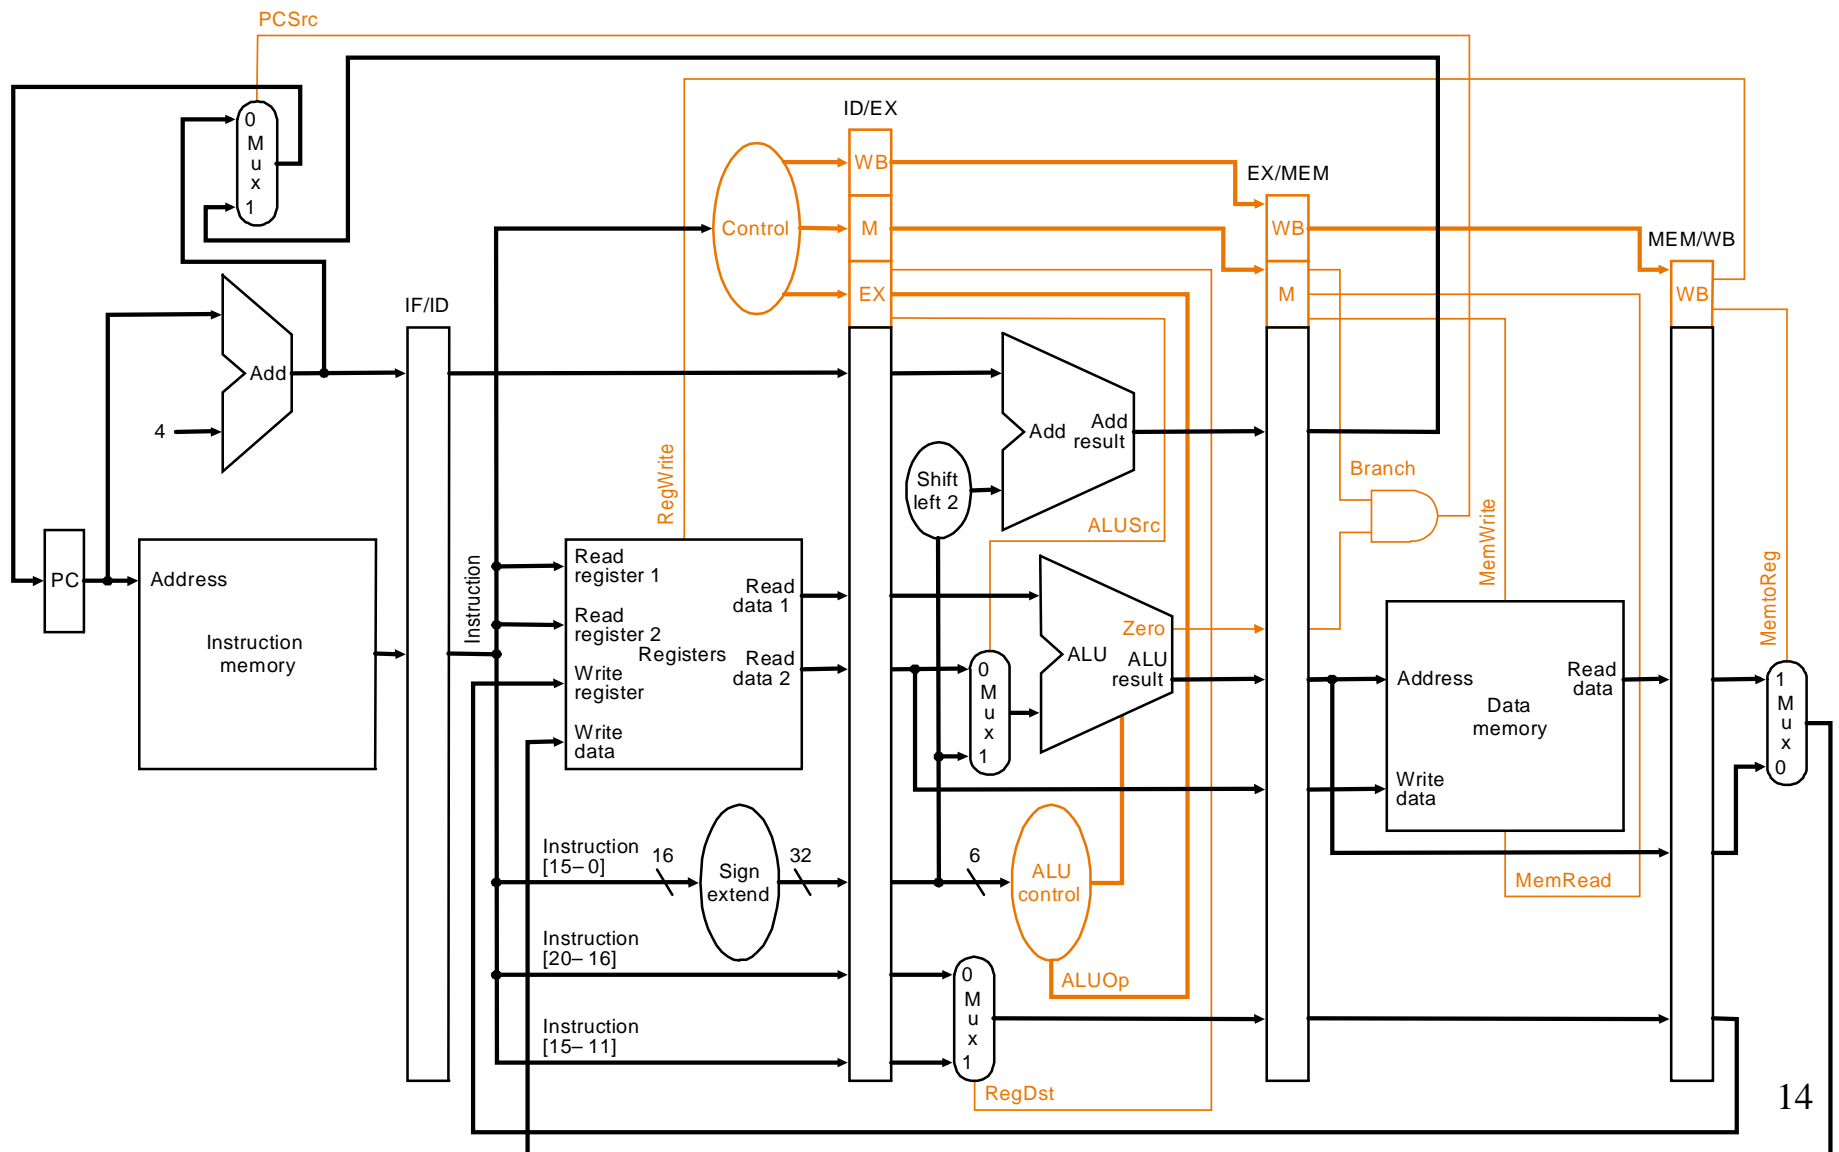 PCSrc
0
M
u
x
1
ID/EX
WB
EX/MEM
Control
M
WB
MEM/WB
EX
M
WB
IF/ID
Add
4
Add
Add
result
RegWrite
Shift
left 2
Branch
ALUSrc
MemWrite
MemtoReg
PC
Address
Instruction
memory
Instruction
Read
register 1
Read
register 2
Write
register
Write
data
Registers
Read
data 1
Read
data 2
0
M
u
x
1
Zero
ALU
ALU
result
Address
Write
data
Data
memory
Read
data
1
M
u
x
0
Instruction
[15– 0]
16
Sign
extend
32
6
ALU
control
MemRead
Instruction
[20– 16]
0
M
u
x
1
ALUOp
Instruction
[15– 11]
RegDst
14